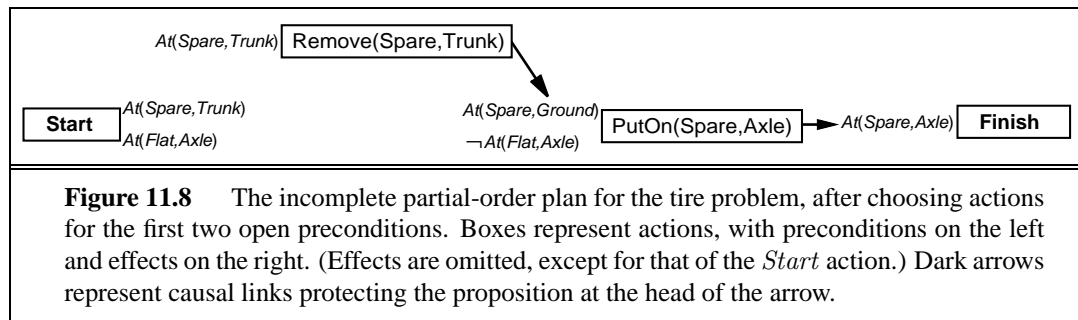 At(Spare,Trunk) Remove(Spare,Trunk)
Start
At(Spare,Trunk)
At(Flat,Axle)
At(Spare,Ground)
¬At(Flat,Axle)
PutOn(Spare,Axle)
At(Spare,Axle)
Finish
Figure 11.8 The incomplete partial-order plan for the tire problem, after choosing actions
for the first two open preconditions. Boxes represent actions, with preconditions on the left
and effects on the right. (Effects are omitted, except for that of the Start action.) Dark arrows
represent causal links protecting the proposition at the head of the arrow.